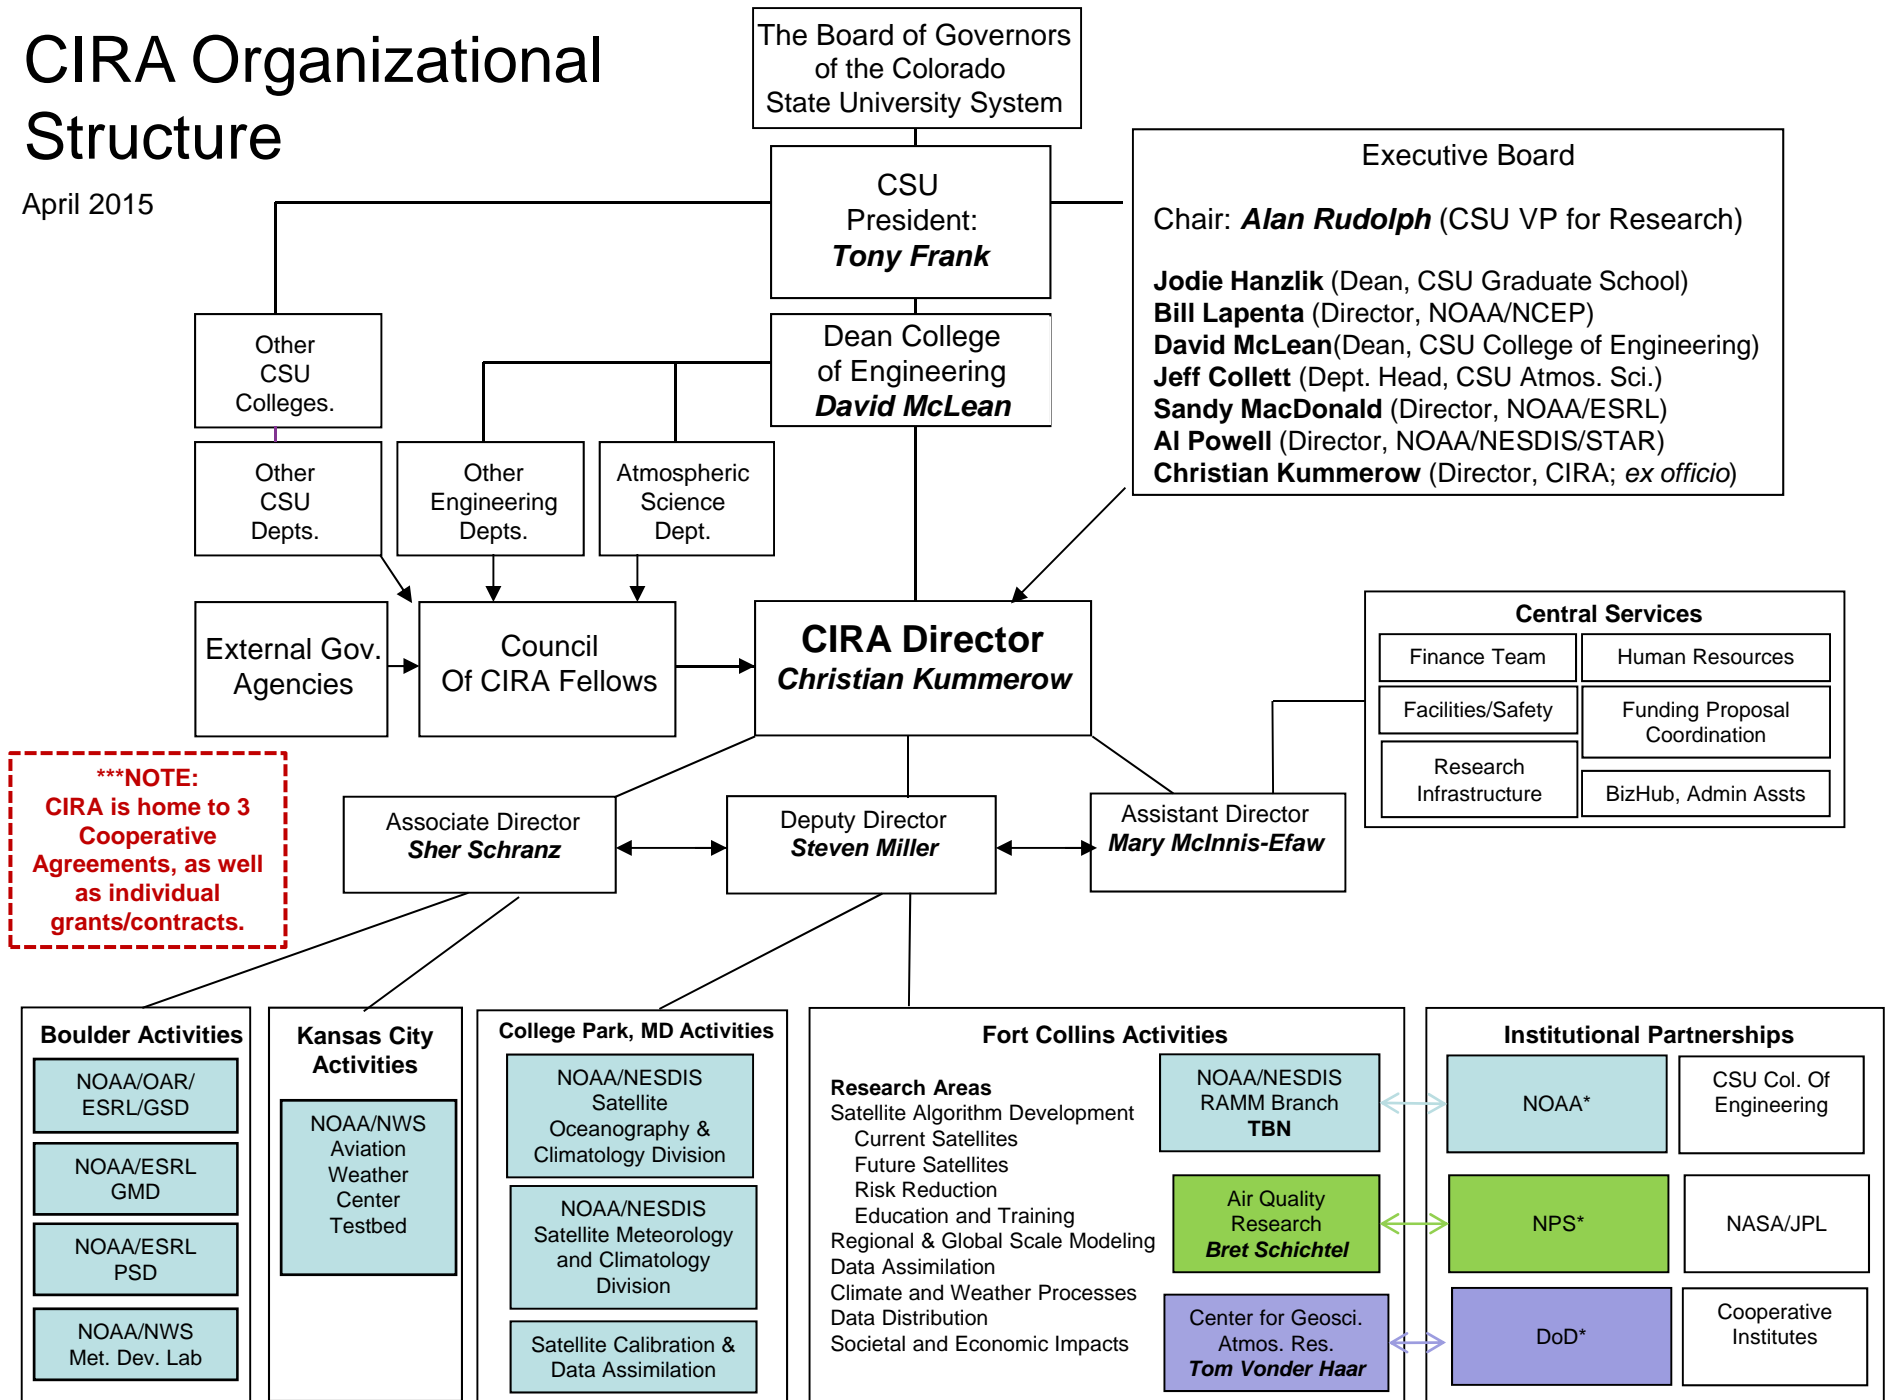 CIRA Organizational
Structure
April 2015
The Board of Governors
of the Colorado
State University System
CSU
President:
Tony Frank
Executive Board
Chair: Alan Rudolph (CSU VP for Research)
Jodie Hanzlik (Dean, CSU Graduate School)
Bill Lapenta (Director, NOAA/NCEP)
David McLean(Dean, CSU College of Engineering)
Jeff Collett (Dept. Head, CSU Atmos. Sci.)
Sandy MacDonald (Director, NOAA/ESRL)
Al Powell (Director, NOAA/NESDIS/STAR)
Christian Kummerow (Director, CIRA; ex officio)
Other
CSU
Colleges.
Dean College
of Engineering
David McLean
Other
CSU
Depts.
Other
Engineering
Depts.
Atmospheric
Science
Dept.
External Gov.
Agencies
Council
Of CIRA Fellows
CIRA Director
Christian Kummerow
Central Services
Finance Team
Human Resources
Facilities/Safety
Funding Proposal
Coordination
Research
Infrastructure
BizHub, Admin Assts
***NOTE:
CIRA is home to 3
Cooperative
Agreements, as well
as individual
grants/contracts.
Associate Director
Sher Schranz
Deputy Director
Steven Miller
Assistant Director
Mary McInnis-Efaw
Boulder Activities
NOAA/OAR/
ESRL/GSD
NOAA/ESRL
GMD
NOAA/ESRL
PSD
NOAA/NWS
Met. Dev. Lab
Kansas City
Activities
NOAA/NWS
Aviation
Weather
Center
Testbed
College Park, MD Activities
NOAA/NESDIS
Satellite
Oceanography &
Climatology Division
NOAA/NESDIS
Satellite Meteorology
and Climatology
Division
Satellite Calibration &
Data Assimilation
Fort Collins Activities
Research Areas
Satellite Algorithm Development
Current Satellites
Future Satellites
Risk Reduction
Education and Training
Regional & Global Scale Modeling
Data Assimilation
Climate and Weather Processes
Data Distribution
Societal and Economic Impacts
NOAA/NESDIS
RAMM Branch
TBN
Air Quality
Research
Bret Schichtel
Center for Geosci.
Atmos. Res.
Tom Vonder Haar
Institutional Partnerships
NOAA*
CSU Col. Of
Engineering
NPS*
NASA/JPL
DoD*
Cooperative
Institutes